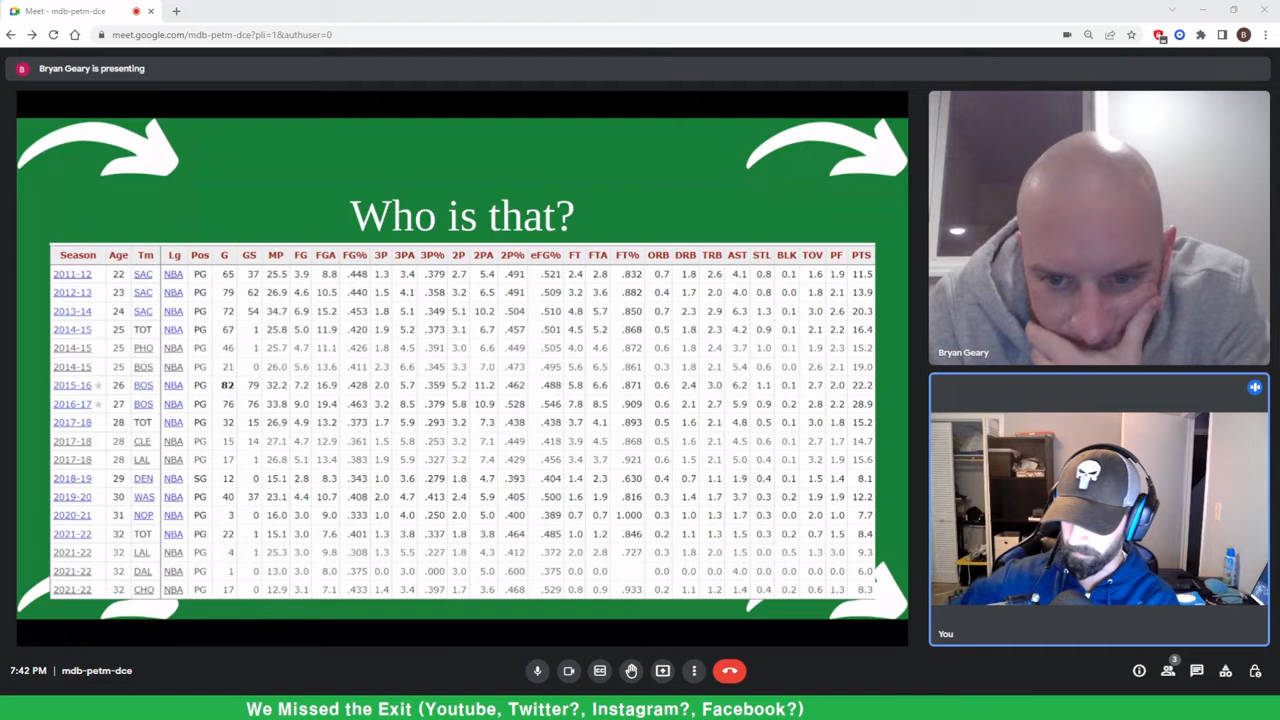 Meet - mdb-petm-dce
meet.google.com/mdb-petm-dce?pli=1&authuser=0
B
B Bryan Geary is presenting
Who is that?
Season Age Tm Lg Pos G GS MP FG FGA FG% 3P 3PA 3P% 2P 2PA 2P% eFG% FT FTA FT% ORB DRB TRB AST STL BLK TOV PF PTS
2011-12 22 SAC NBA PG 65 37 25.5 3.9 8.8 .448 1.3 3.4 .379 2.7 5.4 .491 .521 2.4 2.8 .832 0.8 1.8 2.6 4.1 0.8 0.1 1.6 1.9 11.5
2012-13 23 SAC NBA PG 79 62 26.9 4.6 10.5 .440 1.5 4.1 .358 3.2 6.5 .491 .509 3.2 3.6 .882 0.4 1.7 2.0 4.0 0.8 0.0 1.8 2.1 13.9
2013-14 24 SAC NBA PG 72 54 34.7 6.9 15.2 .453 1.8 5.1 .349 5.1 10.2 .504 .510 4.8 5.7 .850 0.7 2.3 2.9 6.3 1.3 0.1 3.0 2.6 20.3
2014-15 25 TOT NBA PG 67 1 25.8 5.0 11.9 .420 1.9 5.2 .373 3.1 6.7 .457 .501 4.5 5.2 .868 0.5 1.8 2.3 4.2 0.9 0.1 2.1 2.2 16.4
2014-15 25 PHO NBA PG 46 1 25.7 4.7 11.1 .426 1.8 4.5 .391 3.0 6.6 .449 .505 4.0 4.6 .872 0.6 1.8 2.4 3.7 1.0 0.1 1.9 2.3 15.2
2014-15 25 BOS NBA PG 21 0 26.0 5.6 13.6 .411 2.3 6.6 .345 3.3 7.0 .473 .495 5.6 6.5 .861 0.3 1.8 2.1 5.4 0.6 0.0 2.6 2.1 19.0
2015-16 26 BOS NBA PG 82 79 32.2 7.2 16.9 .428 2.0 5.7 .359 5.2 11.2 .462 .488 5.8 6.6 .871 0.6 2.4 3.0 6.2 1.1 0.1 2.7 2.0 22.2
2016-17 27 BOS NBA PG 76 76 33.8 9.0 19.4 .463 3.2 8.5 .379 5.8 10.9 .528 .546 7.8 8.5 .909 0.6 2.1 2.7 5.9 0.9 0.2 2.8 2.2 28.9
2017-18 28 TOT NBA PG 32 15 26.9 4.9 13.2 .373 1.7 5.9 .293 3.2 7.3 .438 .438 3.7 4.1 .893 0.5 1.6 2.1 4.8 0.4 0.1 3.2 1.8 15.2
2017-18 28 CLE NBA PG 15 14 27.1 4.7 12.9 .361 1.5 5.8 .253 3.2 7.1 .449 .418 3.9 4.5 .868 0.5 1.6 2.1 4.5 0.6 0.1 2.7 1.7 14.7
2017-18 28 LAL NBA PG 17 1 26.8 5.1 13.4 .383 1.9 5.9 .327 3.2 7.4 .429 .456 3.4 3.7 .921 0.6 1.5 2.1 5.0 0.4 0.1 3.2 1.9 15.6
2018-19 29 DEN NBA SG 12 0 15.1 2.8 8.3 .343 1.0 .279 1.8 4.7 .404 1.4 2.3 .630 0.4 0.7 1.1 1.9 0.4 0.1 1.5 1.4 8.1
2019-20 30 WAS NBA PG 40 37 23.1 4.4 10.7 .408 2.0 4.7 .413 2.4 5.9 .405 .500 1.6 1.9 .816 0.3 1.4 1.7 3.7 0.3 0.2 1.9 1.9 12.2
2020-21 31 NOP NBA PG 3 0 16.0 3.0 9.0 .333 1.0 4.0 .250 2.0 5.0 .400 .389 0.7 0.7 1.000 0.3 1.0 1.3 1.7 0.3 0.0 1.0 2.0 7.7
2021-22 32 TOT NBA PG 22 1 15.1 3.0 7.6 .401 1.3 3.8 .337 1.8 3.8 .464 .485 1.0 1.2 .846 0.2 1.3 1.5 1.5 0.3 0.2 0.7 1.5 8.4
2021-22 32 LAL NBA PG 4 1 25.3 3.0 9.8 .308 1.3 5.5 .227 1.8 4.3 .412 .372 2.0 2.8 .727 0.3 1.8 2.0 1.5 0.0 0.5 1.3 3.0 9.3
2021-22 32 DAL NBA PG 1 0 13.0 3.0 8.0 .375 0.0 3.0 .000 3.0 5.0 .600 .375 0.0 0.0 0.0 0.0 0.0 4.0 0.0 0.0 0.0 0.0 6.0
2021-22 32 CHO NBA PG 17 0 12.9 3.1 7.1 .433 1.4 3.4 .397 1.7 3.6 .468 .529 0.8 0.9 .933 0.2 1.1 1.2 1.4 0.4 0.2 0.6 1.3 8.3
Bryan Geary
You
7:42 PM | mdb-petm-dce
3
We Missed the Exit (Youtube, Twitter?, Instagram?, Facebook?)